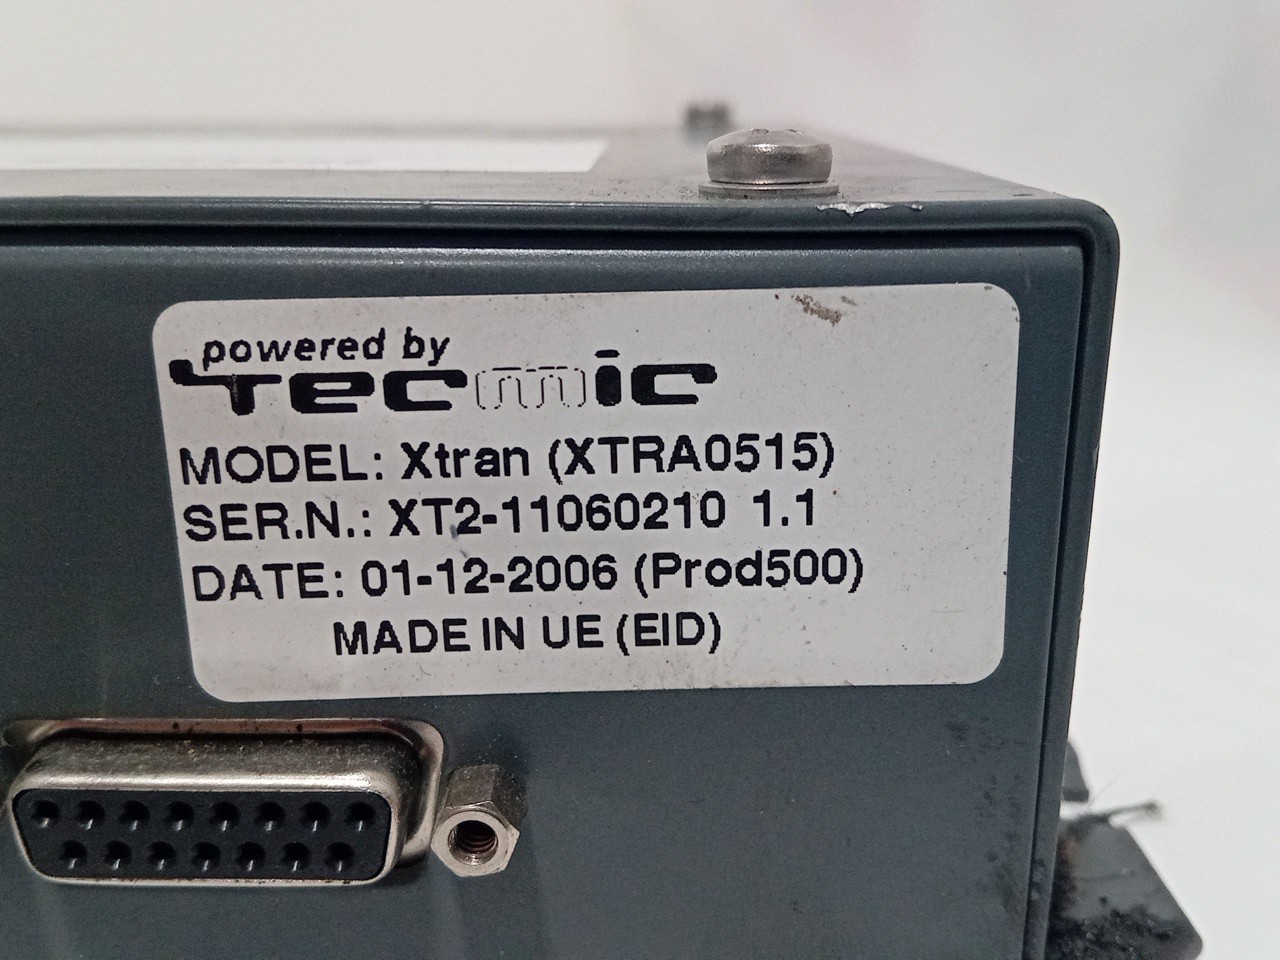 powered by
Tecmic
MODEL: Xtran (XTRA0515)
SER.N.: XT2-11060210 1.1
DATE: 01-12-2006 (Prod500)
MADE IN UE (EID)